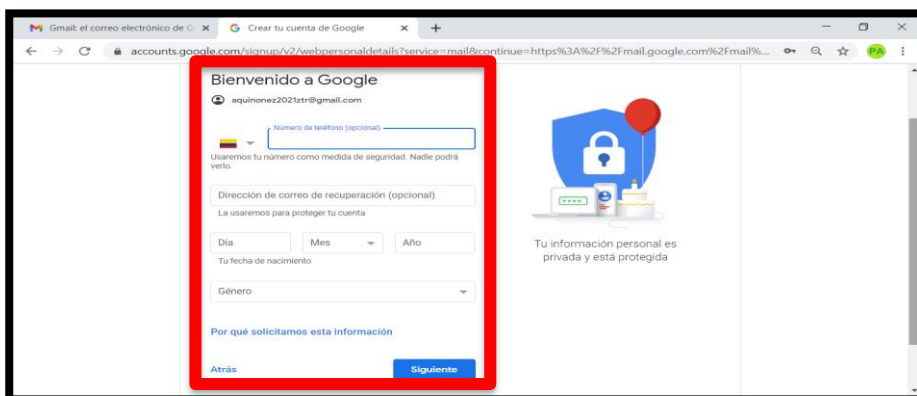 Gmail: el correo electrónico de G
Crear tu cuenta de Google
accounts.google.com/signup/v2/webpersonaldetails?service=mail&continue=https%3A%2F%2Fmail.google.com%2Fmail%...
PA
Bienvenido a Google
aquinonez2021ztr@gmail.com
Número de teléfono (opcional)
Usaremos tu número como medida de seguridad. Nadie podrá
verlo.
Dirección de correo de recuperación (opcional)
La usaremos para proteger tu cuenta
Día Mes Año
Tu fecha de nacimiento
Género
Por qué solicitamos esta información
Atrás Siguiente
Tu información personal es
privada y está protegida